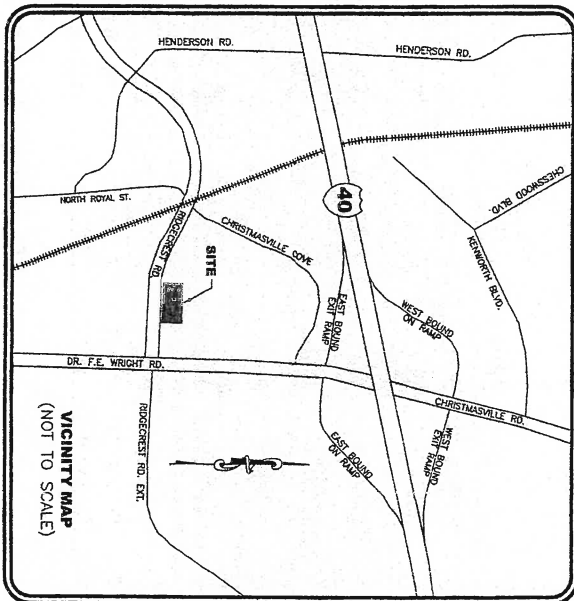 HENDERSON RD.
HENDERSON RD.
CHESSWOOD BLVD.
KENWORTH BLVD.
40
NORTH ROYAL ST.
RIDGECREST RD.
CHRISTMASVILLE COVE
SITE
EAST BOUND
EXIT RAMP
WEST BOUND
ON RAMP
DR. F.E. WRIGHT RD.
CHRISTMASVILLE RD.
WEST BOUND
EXIT RAMP
EAST BOUND
ON RAMP
RIDGECREST RD. EXT.
VICINITY MAP
(NOT TO SCALE)